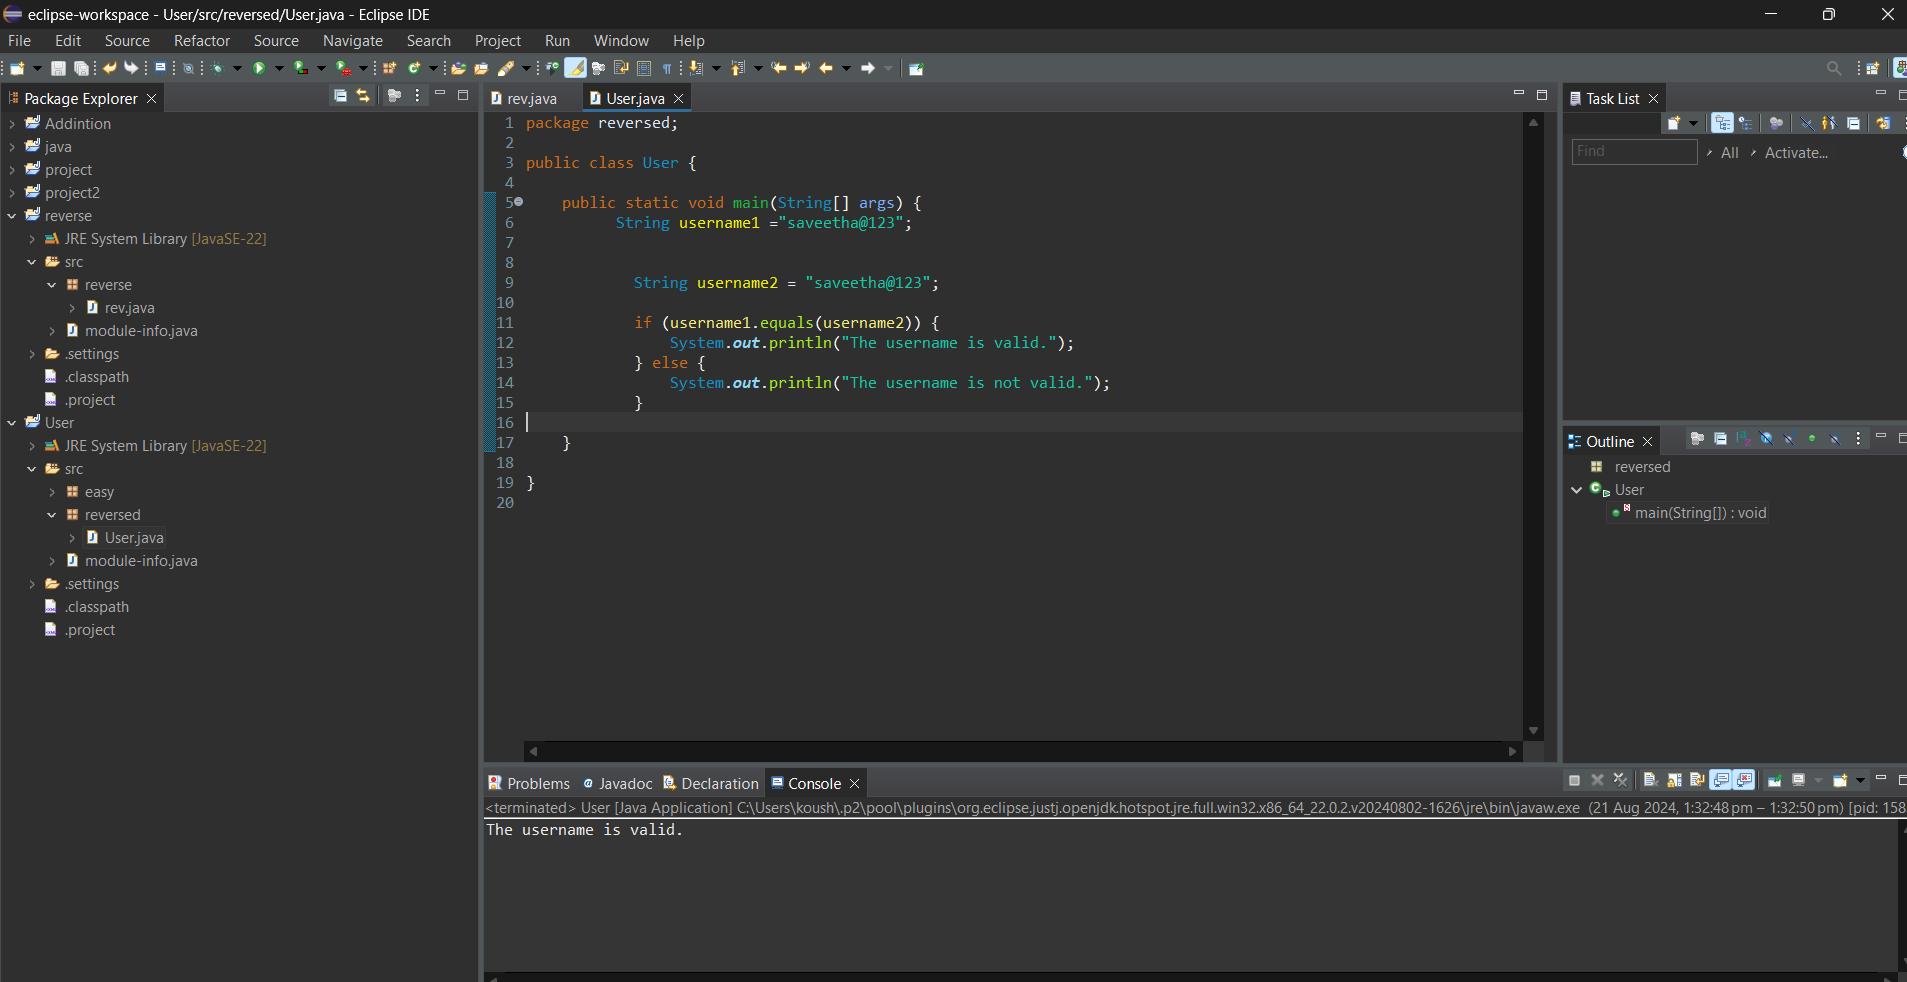 eclipse-workspace - User/src/reversed/User.java - Eclipse IDE
File Edit Source Refactor Source Navigate Search Project Run Window Help
Package Explorer
Addintion
java
project
project2
reverse
JRE System Library [JavaSE-22]
src
reverse
rev.java
module-info.java
.settings
.classpath
.project
User
JRE System Library [JavaSE-22]
src
easy
reversed
User.java
module-info.java
.settings
.classpath
.project
rev.java User.java
1 package reversed;
2
3 public class User {
4
5 public static void main(String[] args) {
6 String username1 ="saveetha@123";
7
8
9 String username2 = "saveetha@123";
10
11 if (username1.equals(username2)) {
12 System.out.println("The username is valid.");
13 } else {
14 System.out.println("The username is not valid.");
15 }
16
17 }
18
19 }
20
Task List
Find All Activate...
Outline
reversed
User
main(String[]) : void
Problems Javadoc Declaration Console
<terminated> User [Java Application] C:\Users\koush\.p2\pool\plugins\org.eclipse.justj.openjdk.hotspot.jre.full.win32.x86_64_22.0.2.v20240802-1626\jre\bin\javaw.exe (21 Aug 2024, 1:32:48 pm – 1:32:50 pm) [pid: 158
The username is valid.